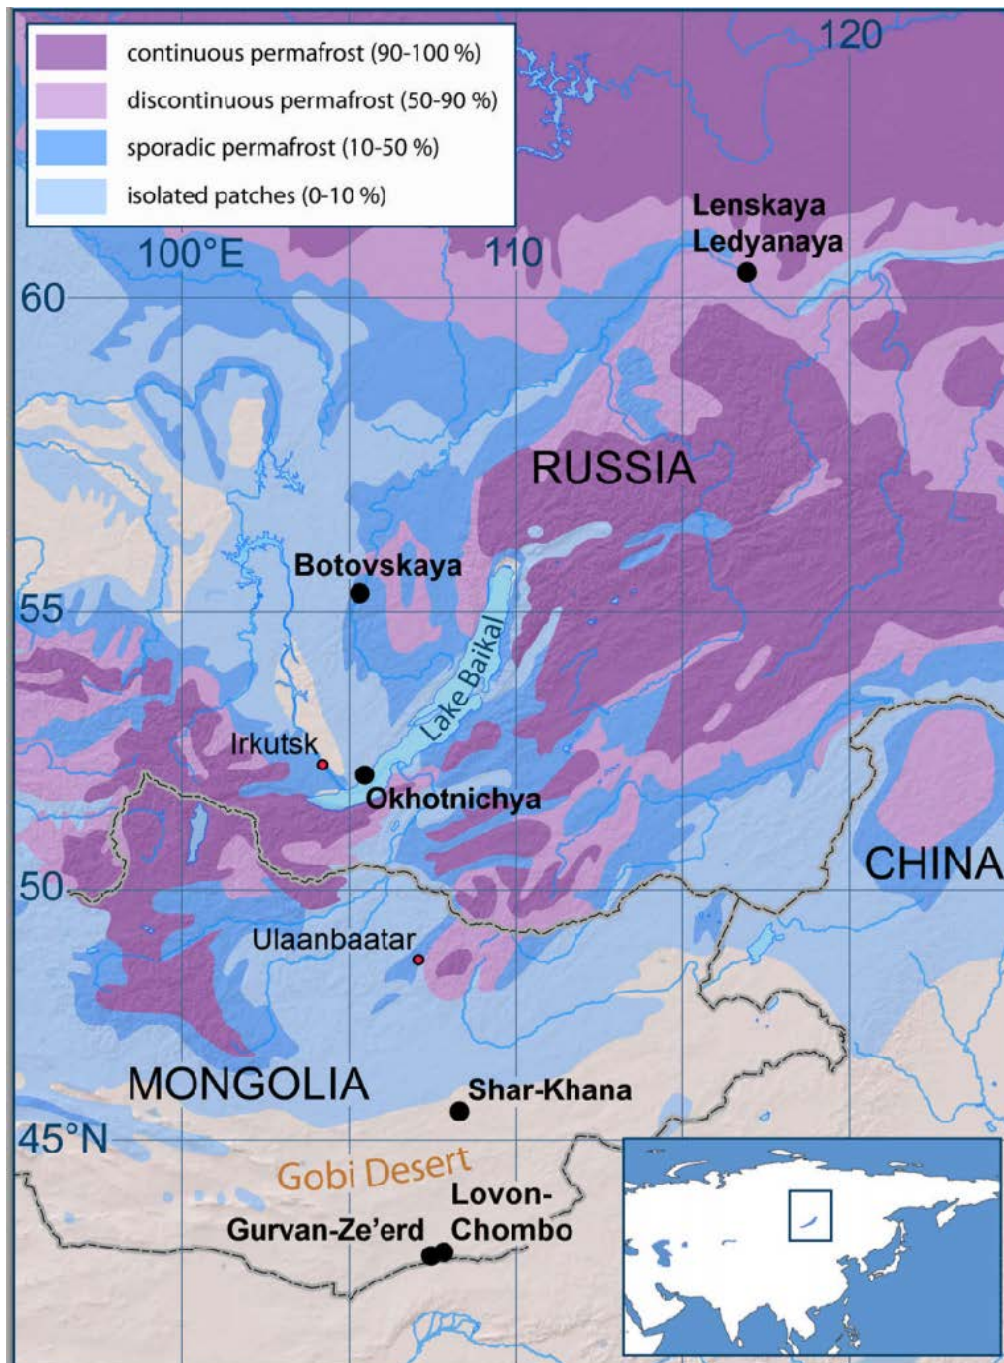 continuous permafrost (90-100 %)
discontinuous permafrost (50-90 %)
sporadic permafrost (10-50 %)
isolated patches (0-10 %)
120
Lenskaya
Ledyanaya
100°E
110
60
RUSSIA
Botovskaya
55
Lake Baikal
Irkutsk
Okhotnichya
CHINA
50
Ulaanbaatar
MONGOLIA
Shar-Khana
45°N
Gobi Desert
Lovon-
Chombo
Gurvan-Ze'erd